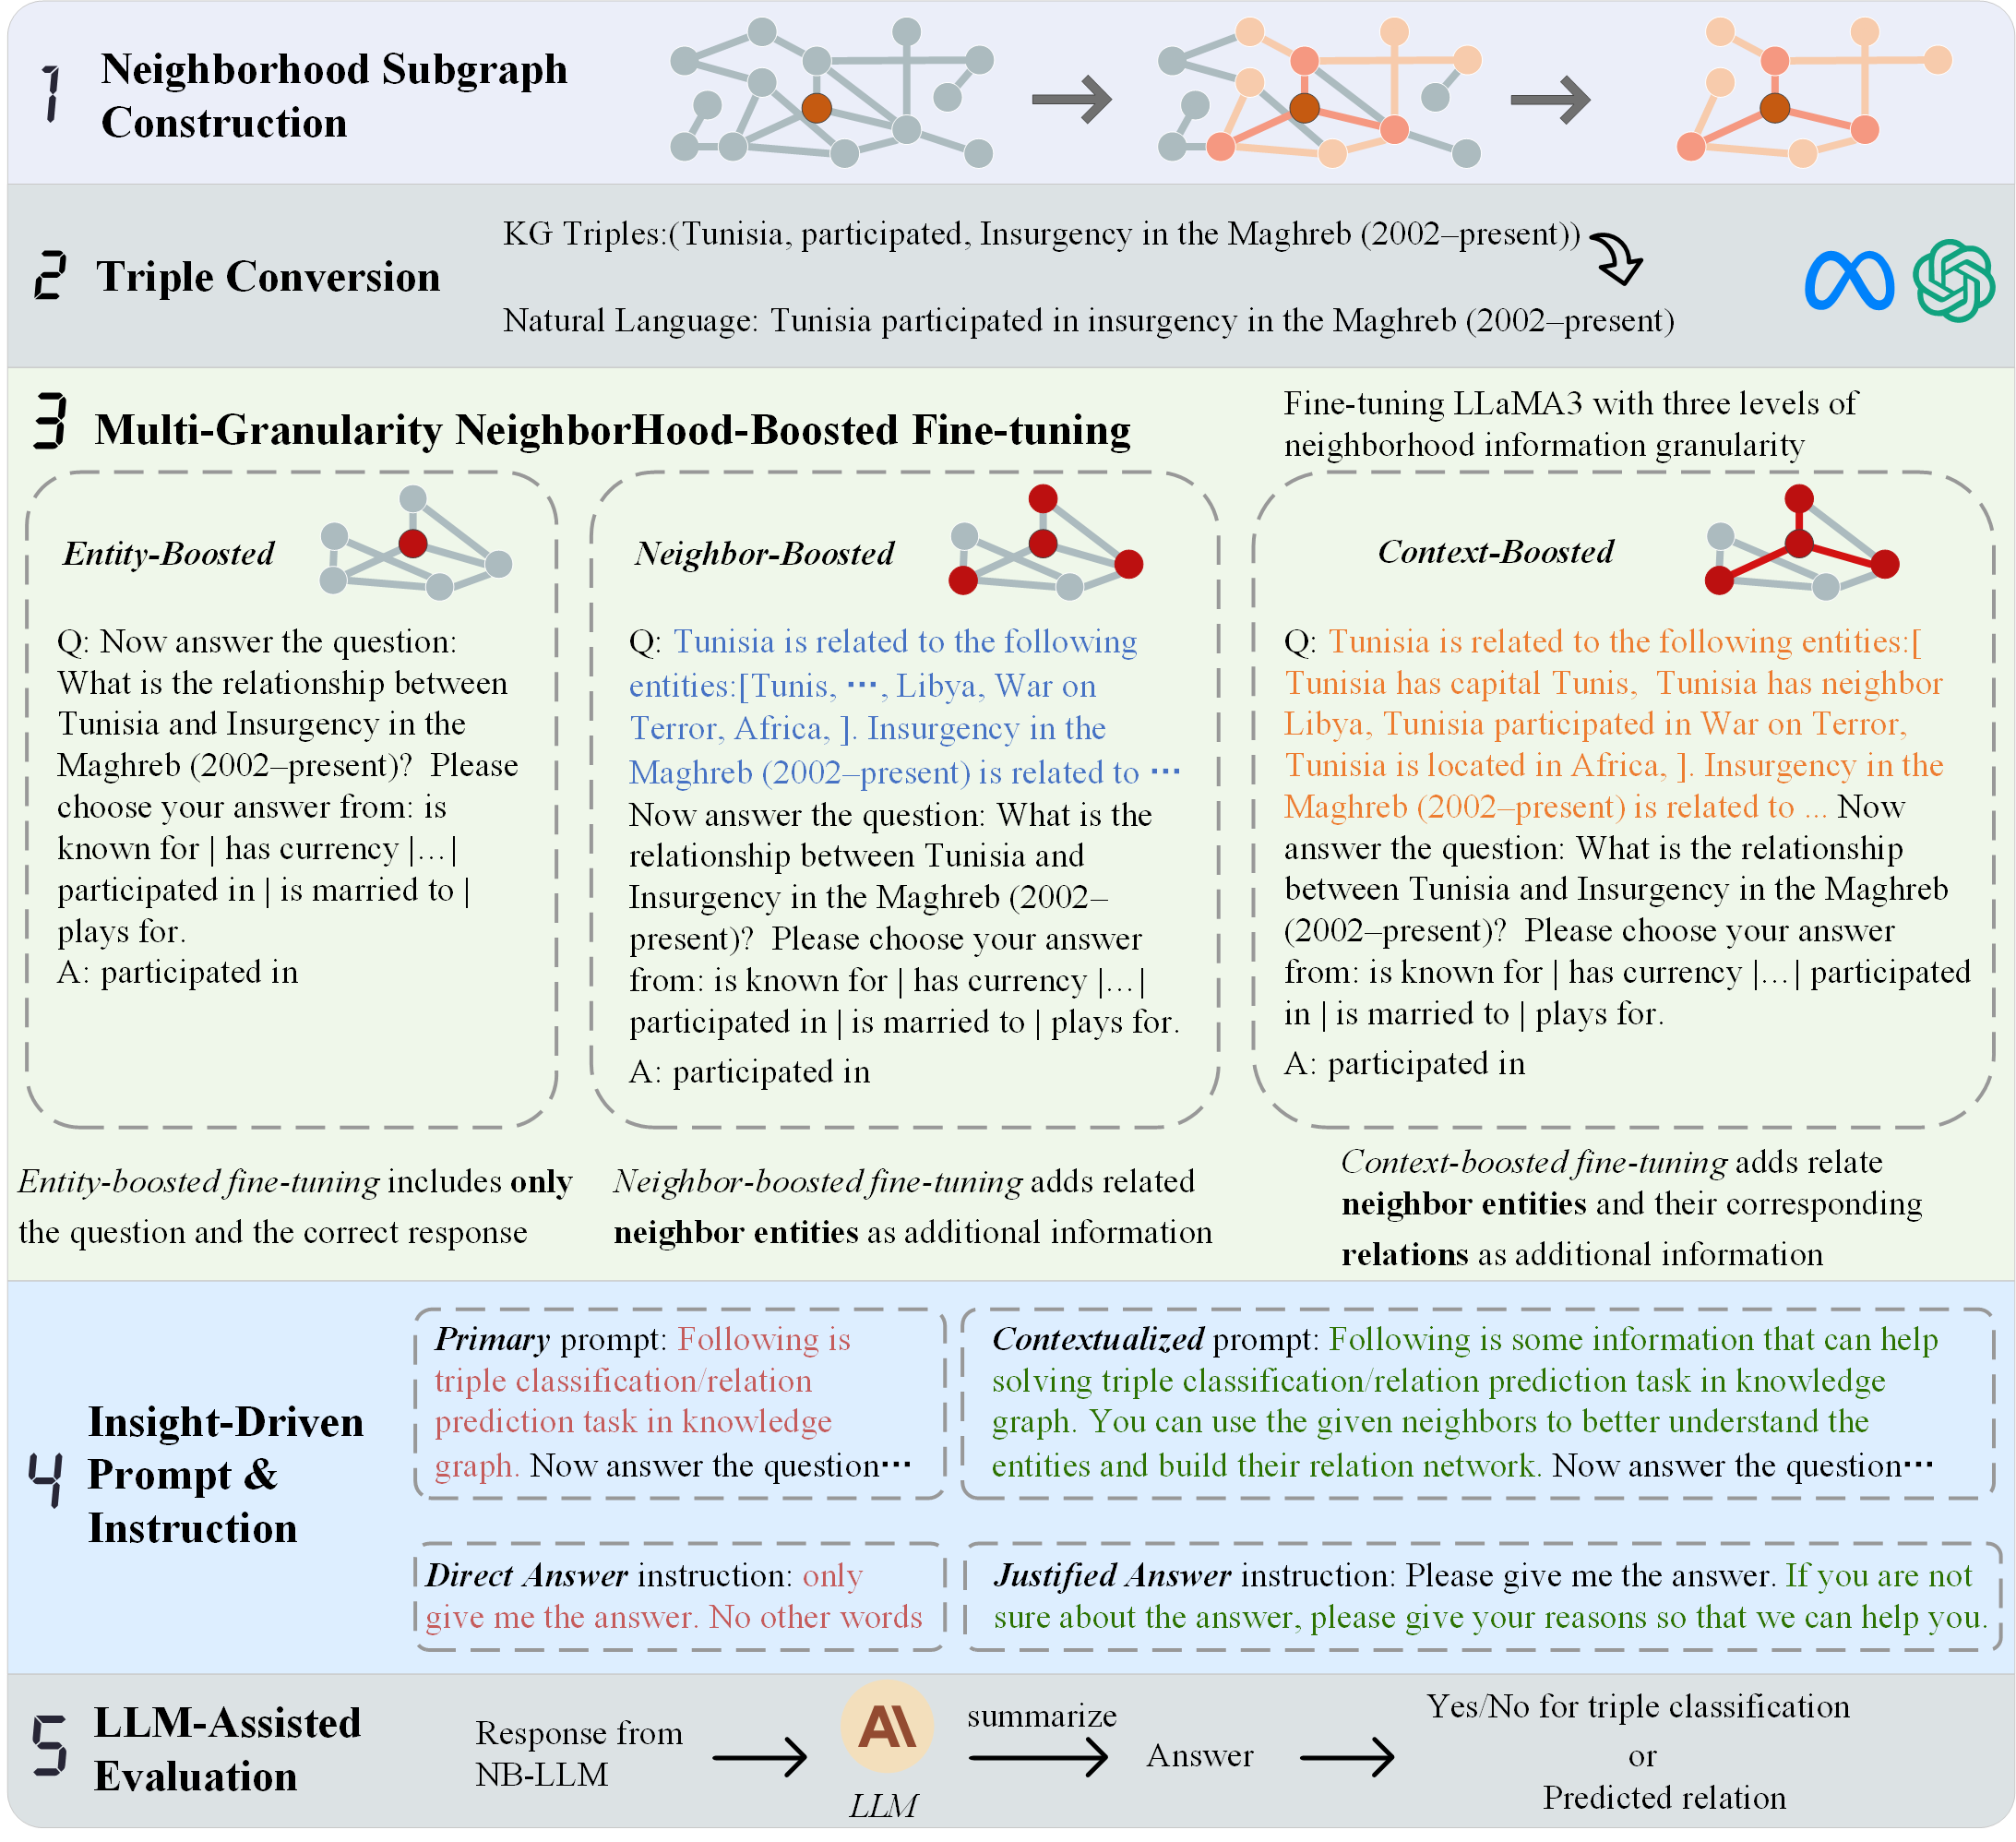 1
Neighborhood Subgraph
Construction
2
Triple Conversion
KG Triples:(Tunisia, participated, Insurgency in the Maghreb (2002–present))
Natural Language: Tunisia participated in insurgency in the Maghreb (2002–present)
3
Multi-Granularity NeighborHood-Boosted Fine-tuning
Fine-tuning LLaMA3 with three levels of
neighborhood information granularity
Entity-Boosted
Q: Now answer the question:
What is the relationship between
Tunisia and Insurgency in the
Maghreb (2002–present)?  Please
choose your answer from: is
known for | has currency |...|
participated in | is married to |
plays for.
A: participated in
Neighbor-Boosted
Q: Tunisia is related to the following
entities:[Tunis, ···, Libya, War on
Terror, Africa, ]. Insurgency in the
Maghreb (2002–present) is related to ···
Now answer the question: What is the
relationship between Tunisia and
Insurgency in the Maghreb (2002–
present)?  Please choose your answer
from: is known for | has currency |...|
participated in | is married to | plays for.
A: participated in
Context-Boosted
Q: Tunisia is related to the following entities:[
Tunisia has capital Tunis,  Tunisia has neighbor
Libya, Tunisia participated in War on Terror,
Tunisia is located in Africa, ]. Insurgency in the
Maghreb (2002–present) is related to ... Now
answer the question: What is the relationship
between Tunisia and Insurgency in the Maghreb
(2002–present)?  Please choose your answer
from: is known for | has currency |...| participated
in | is married to | plays for.
A: participated in
Entity-boosted fine-tuning includes only
the question and the correct response
Neighbor-boosted fine-tuning adds related
neighbor entities as additional information
Context-boosted fine-tuning adds relate
neighbor entities and their corresponding
relations as additional information
4
Insight-Driven
Prompt &
Instruction
Primary prompt: Following is
triple classification/relation
prediction task in knowledge
graph. Now answer the question···
Contextualized prompt: Following is some information that can help
solving triple classification/relation prediction task in knowledge
graph. You can use the given neighbors to better understand the
entities and build their relation network. Now answer the question···
Direct Answer instruction: only
give me the answer. No other words
Justified Answer instruction: Please give me the answer. If you are not
sure about the answer, please give your reasons so that we can help you.
5
LLM-Assisted
Evaluation
Response from
NB-LLM
A\
LLM
summarize
Answer
Yes/No for triple classification
or
Predicted relation